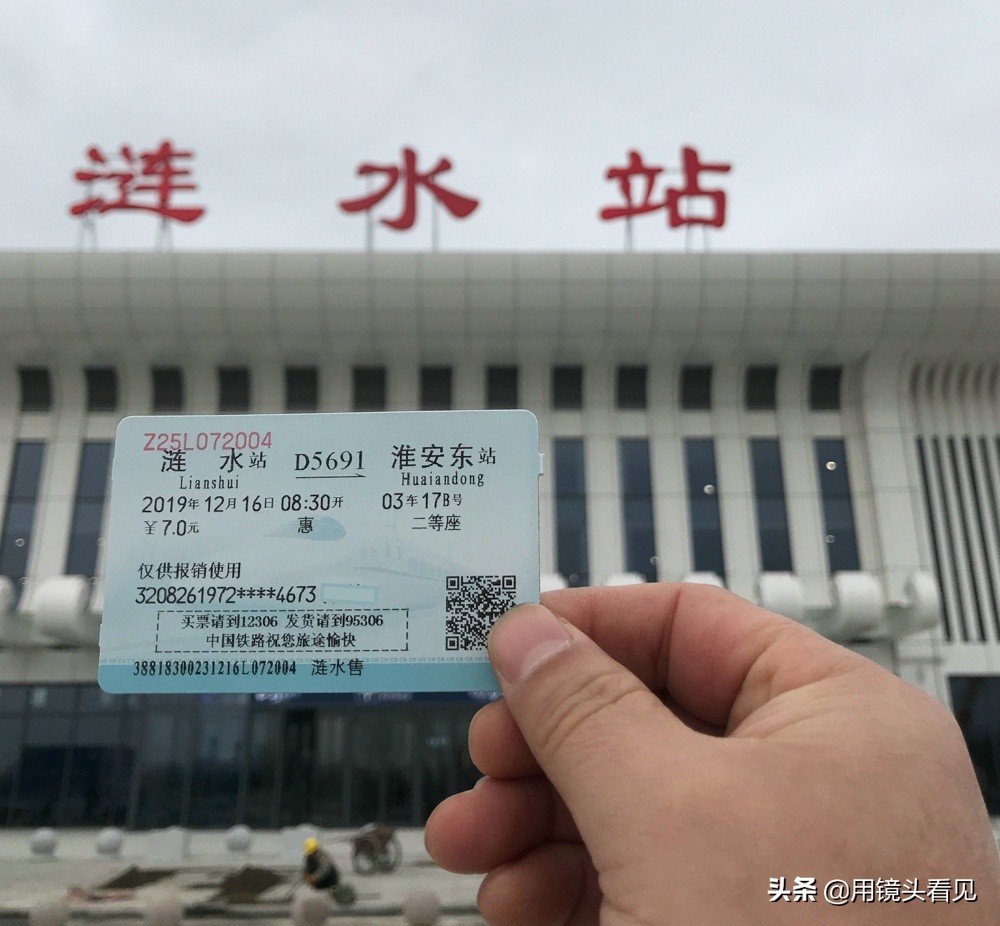 涟水站
Z25L072004
涟 水站 D5691 淮安东站
Lianshui Huaiandong
2019年12月16日08:30开 03车17B号
￥7.0元 惠 二等座
仅供报销使用
3208261972****4673
买票请到12306 发货请到95306
中国铁路祝您旅途愉快
38818300231216L072004 涟水售
头条 @用镜头看见